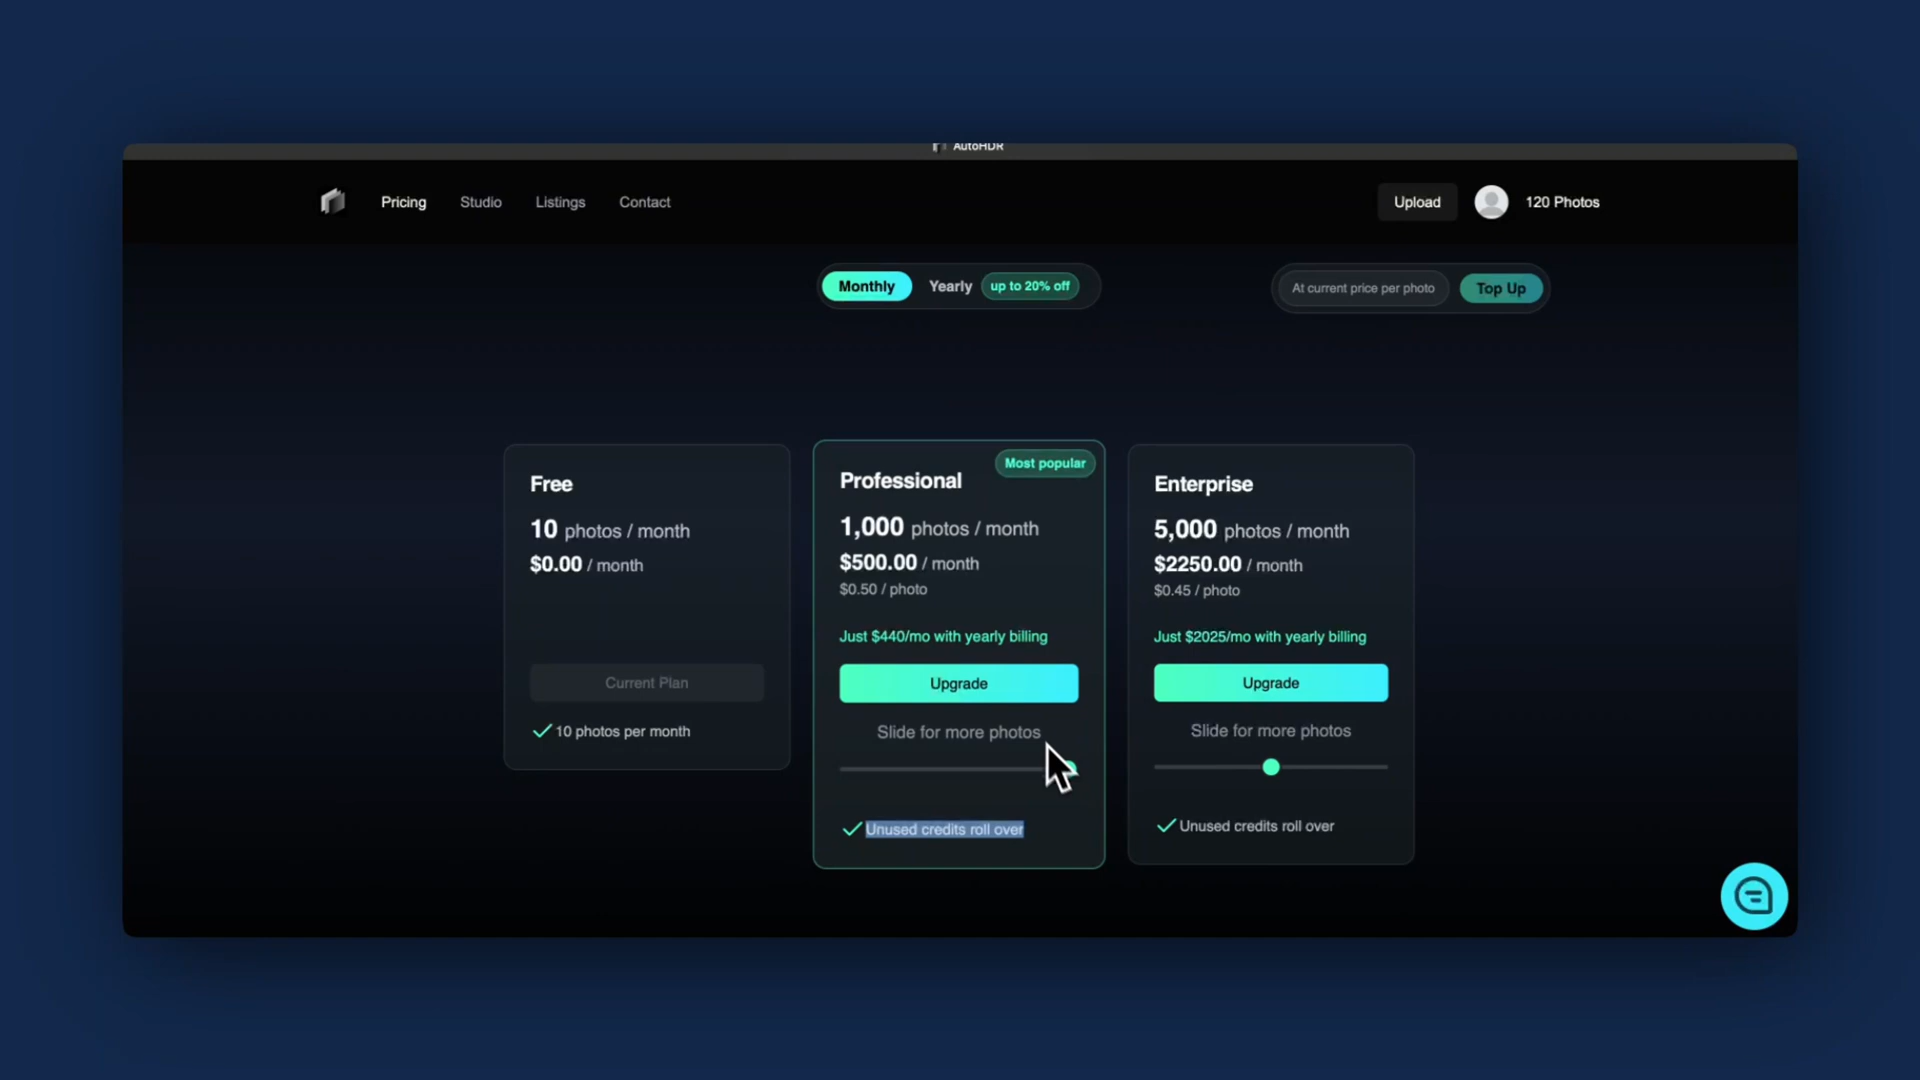 AutoHDR
Pricing
Studio
Listings
Contact
Upload
120 Photos
Monthly
Yearly
up to 20% off
At current price per photo
Top Up
Free
10 photos / month
$0.00 / month
Current Plan
10 photos per month
Professional
Most popular
1,000 photos / month
$500.00 / month
$0.50 / photo
Just $440/mo with yearly billing
Upgrade
Slide for more photos
Unused credits roll over
Enterprise
5,000 photos / month
$2250.00 / month
$0.45 / photo
Just $2025/mo with yearly billing
Upgrade
Slide for more photos
Unused credits roll over